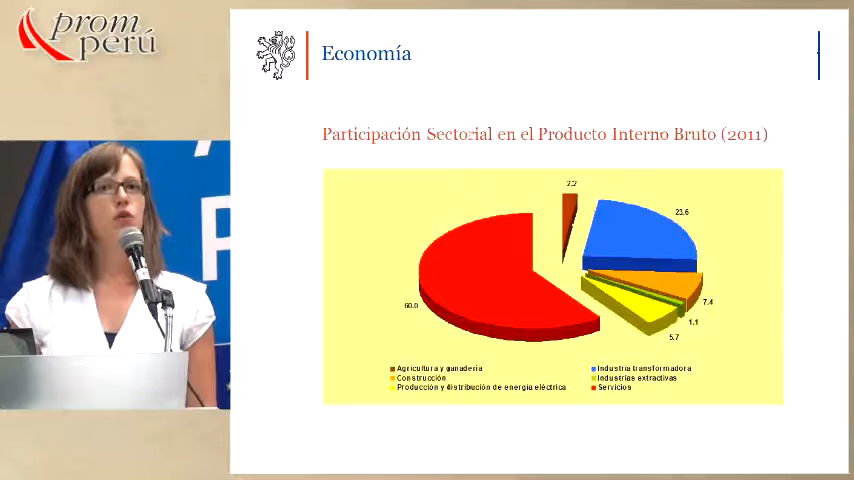 prom
perú
Economía
Participación Sectorial en el Producto Interno Bruto (2011)
2.2
23.6
7.4
1.1
5.7
60.0
Agricultura y ganadería
Industria transformadora
Construcción
Industrias extractivas
Producción y distribución de energía eléctrica
Servicios
P